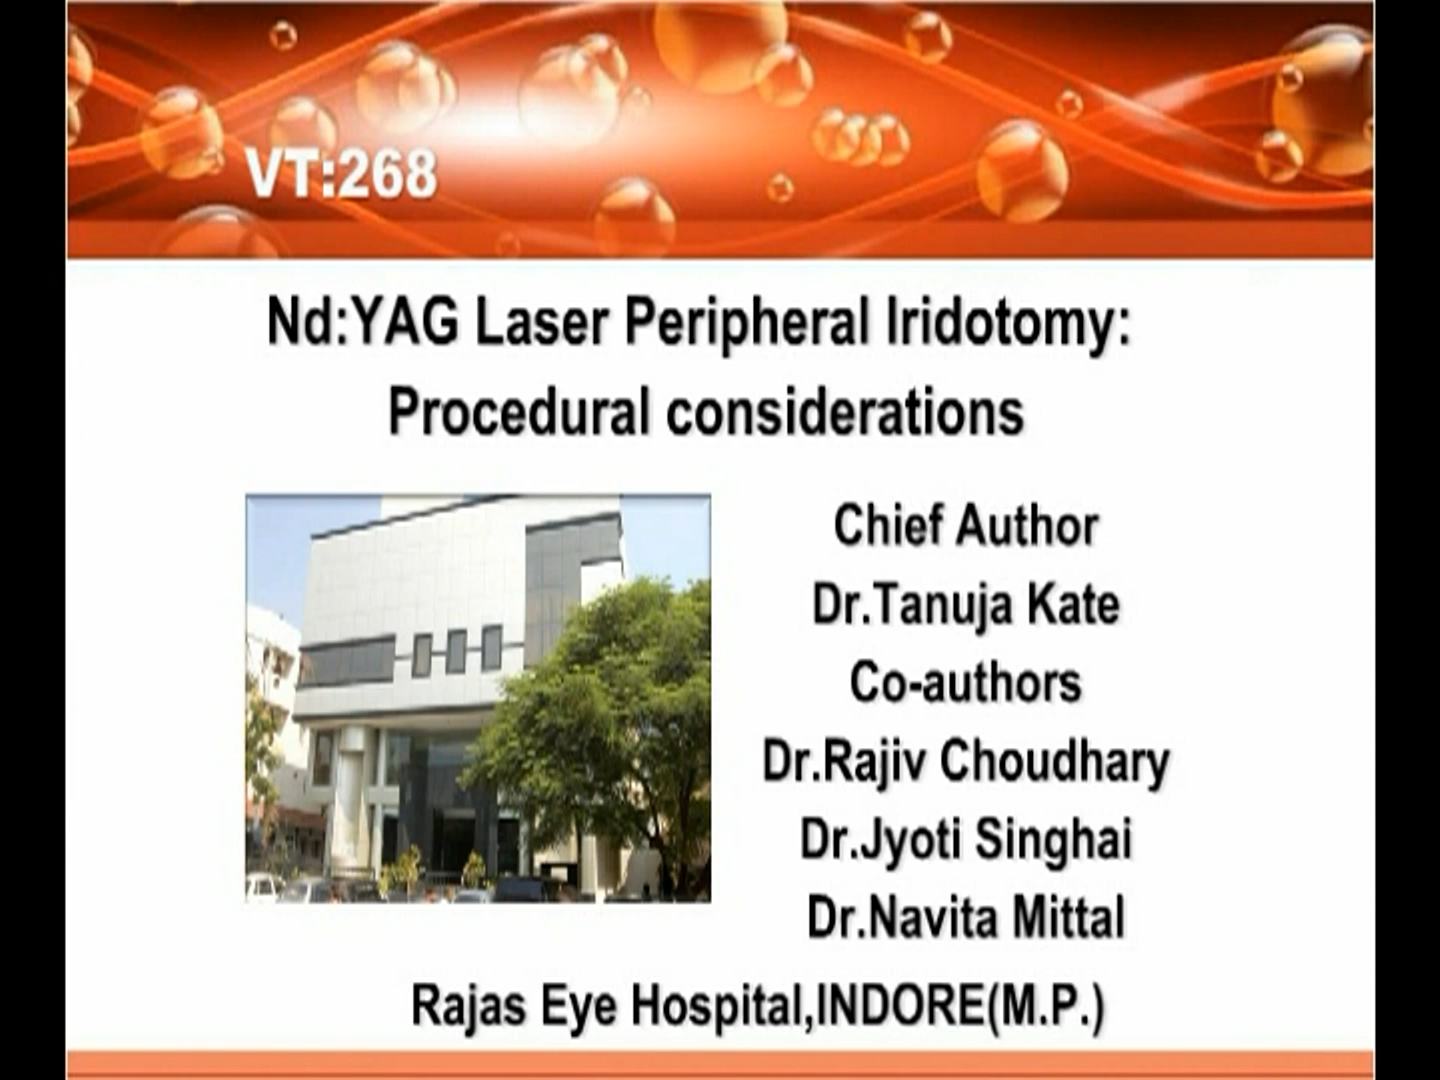 VT:268
Nd:YAG Laser Peripheral Iridotomy:
Procedural considerations
Chief Author
Dr.Tanuja Kate
Co-authors
Dr.Rajiv Choudhary
Dr.Jyoti Singhai
Dr.Navita Mittal
Rajas Eye Hospital,INDORE(M.P.)